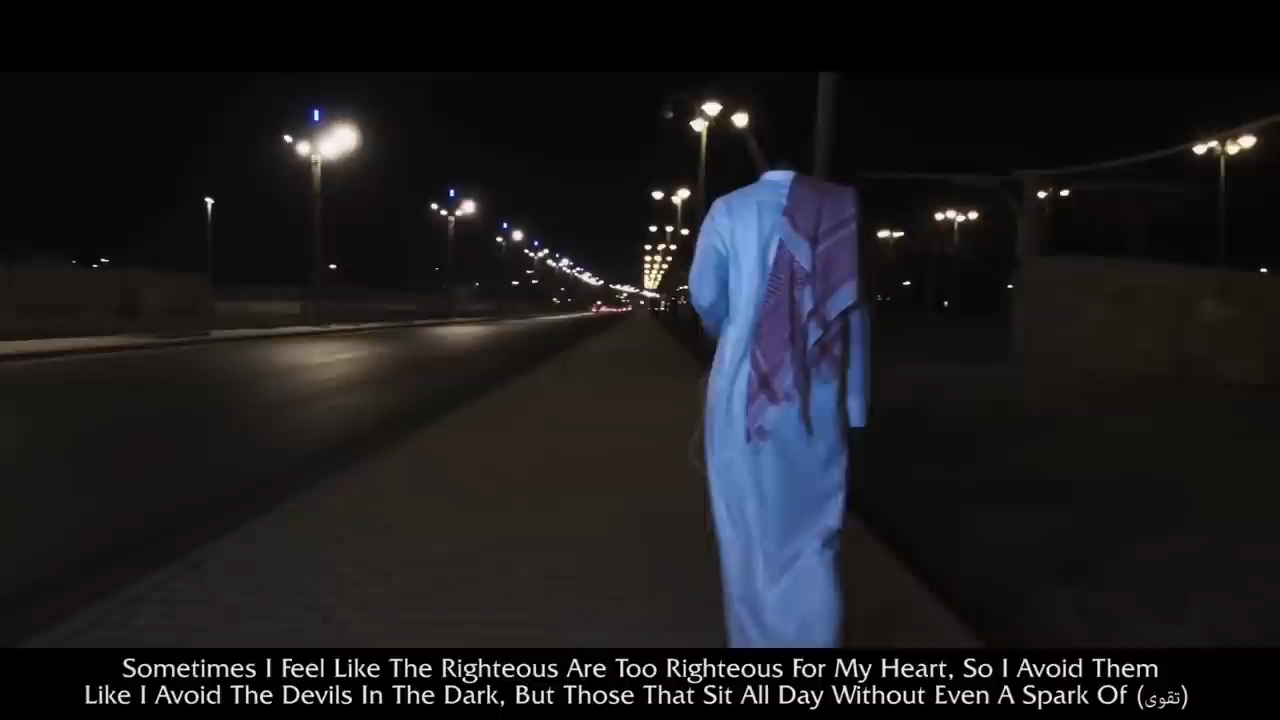 Sometimes I Feel Like The Righteous Are Too Righteous For My Heart, So I Avoid Them
Like I Avoid The Devils In The Dark, But Those That Sit All Day Without Even A Spark Of (تقوى)